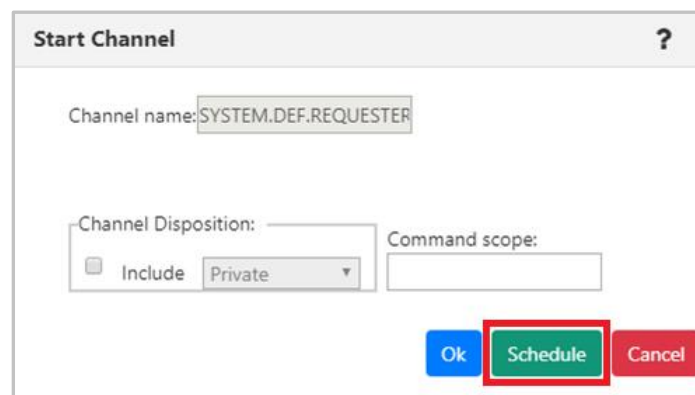 Start Channel ?
Channel name: SYSTEM.DEF.REQUESTER
Channel Disposition:
Command scope:
Include Private
Ok Schedule Cancel